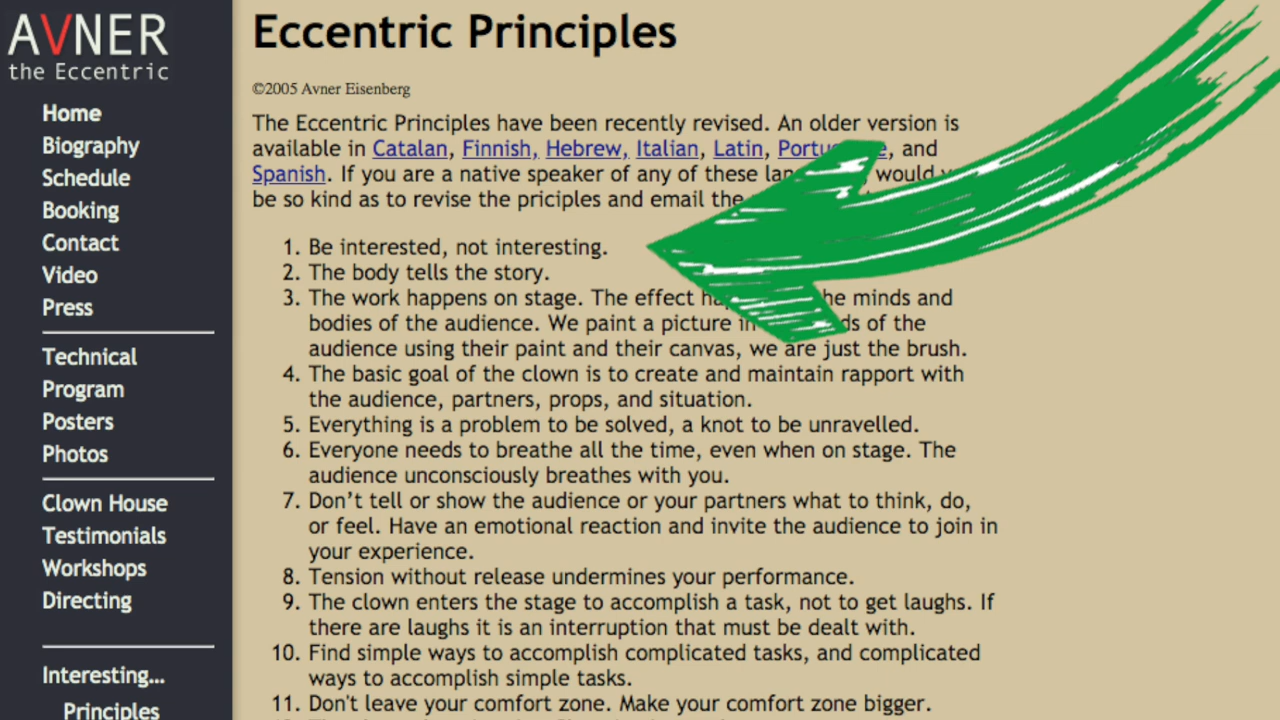 AVNER
the Eccentric
Home
Biography
Schedule
Booking
Contact
Video
Press
Technical
Program
Posters
Photos
Clown House
Testimonials
Workshops
Directing
Interesting...
Principles
Eccentric Principles
©2005 Avner Eisenberg
The Eccentric Principles have been recently revised. An older version is
available in Catalan, Finnish, Hebrew, Italian, Latin, and
Spanish. If you are a native speaker of any of these would
be so kind as to revise the priciples and email the
1. Be interested, not interesting.
2. The body tells the story.
3. The work happens on stage. The effect the minds and
bodies of the audience. We paint a picture of the
audience using their paint and their canvas, we are just the brush.
4. The basic goal of the clown is to create and maintain rapport with
the audience, partners, props, and situation.
5. Everything is a problem to be solved, a knot to be unravelled.
6. Everyone needs to breathe all the time, even when on stage. The
audience unconsciously breathes with you.
7. Don’t tell or show the audience or your partners what to think, do,
or feel. Have an emotional reaction and invite the audience to join in
your experience.
8. Tension without release undermines your performance.
9. The clown enters the stage to accomplish a task, not to get laughs. If
there are laughs it is an interruption that must be dealt with.
10. Find simple ways to accomplish complicated tasks, and complicated
ways to accomplish simple tasks.
11. Don't leave your comfort zone. Make your comfort zone bigger.